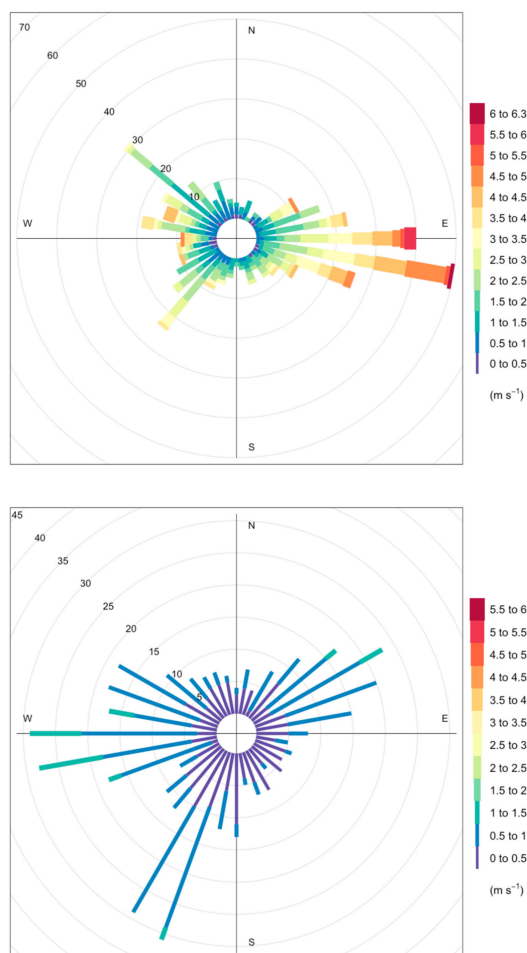 70
60
50
40
30
20
10
N
W
E
S
6 to 6.3
5.5 to 6
5 to 5.5
4.5 to 5
4 to 4.5
3.5 to 4
3 to 3.5
2.5 to 3
2 to 2.5
1.5 to 2
1 to 1.5
0.5 to 1
0 to 0.5
(m s⁻¹)
45
40
35
30
25
20
15
10
5
N
W
E
S
5.5 to 6
5 to 5.5
4.5 to 5
4 to 4.5
3.5 to 4
3 to 3.5
2.5 to 3
2 to 2.5
1.5 to 2
1 to 1.5
0.5 to 1
0 to 0.5
(m s⁻¹)